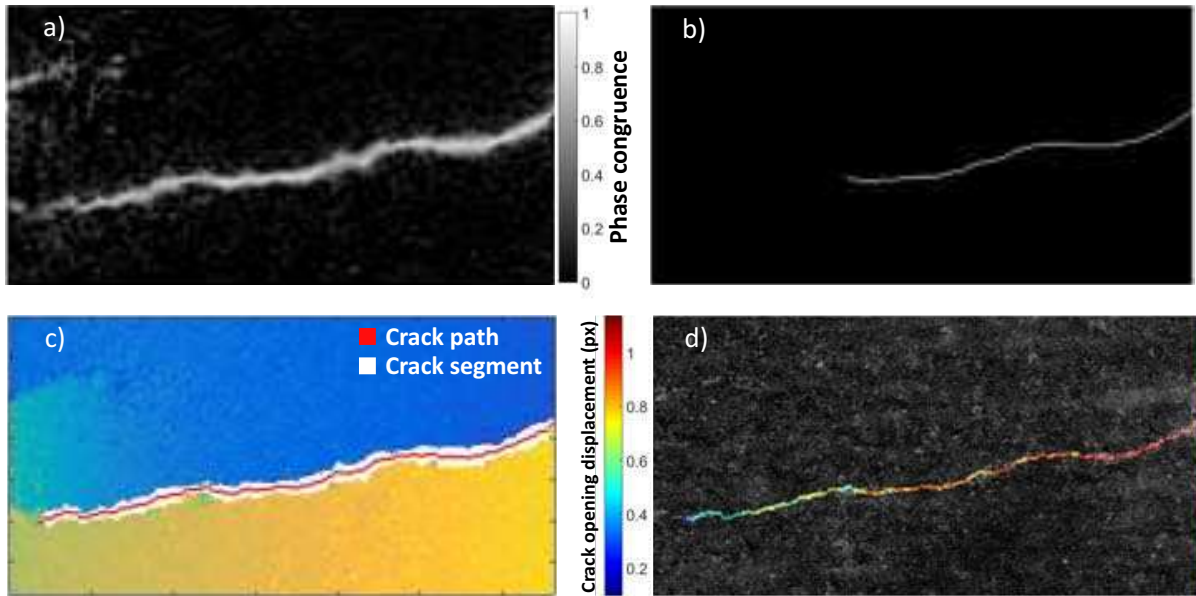 a)
1
0.8
0.6
0.4
0.2
0
Phase congruence
b)
c)
Crack path
Crack segment
Crack opening displacement (px)
1
0.8
0.6
0.4
0.2
d)